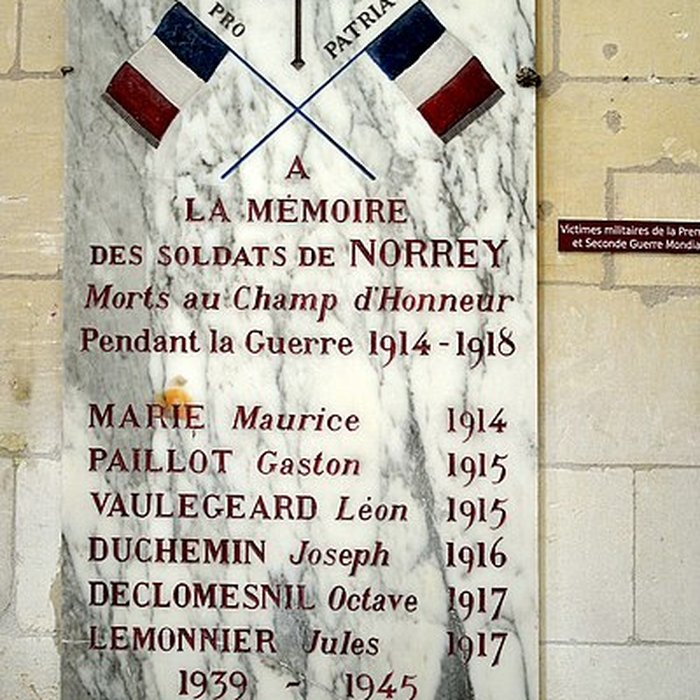 PRO PATRIA
A
LA MÉMOIRE
DES SOLDATS DE NORREY
Morts au Champ d'Honneur
Pendant la Guerre 1914-1918
MARIE Maurice 1914
PAILLOT Gaston 1915
VAULEGEARD Léon 1915
DUCHEMIN Joseph 1916
DECLOMESNIL Octave 1917
LEMONNIER Jules 1917
1939 - 1945
Victimes militaires de la Prem
et Seconde Guerre Mondia